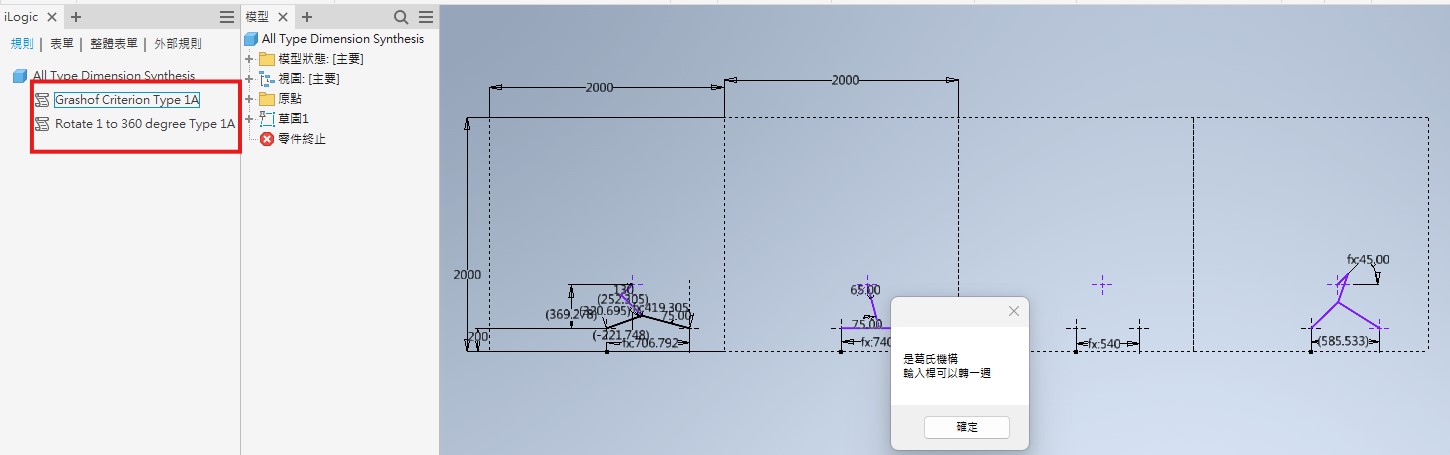 iLogic
規則 | 表單 | 整體表單 | 外部規則
All Type Dimension Synthesis
Grashof Criterion Type 1A
Rotate 1 to 360 degree Type 1A
模型
All Type Dimension Synthesis
模型狀態: [主要]
視圖: [主要]
原點
草圖1
零件終止
2000
2000
2000
200
130
(252.305)
419.305
(369.278)
75.00
(-221.748)
fx:706.792
65.00
75.00
fx:740
fx:540
fx:45.00
(585.533)
是葛氏機構
輸入桿可以轉一週
確定